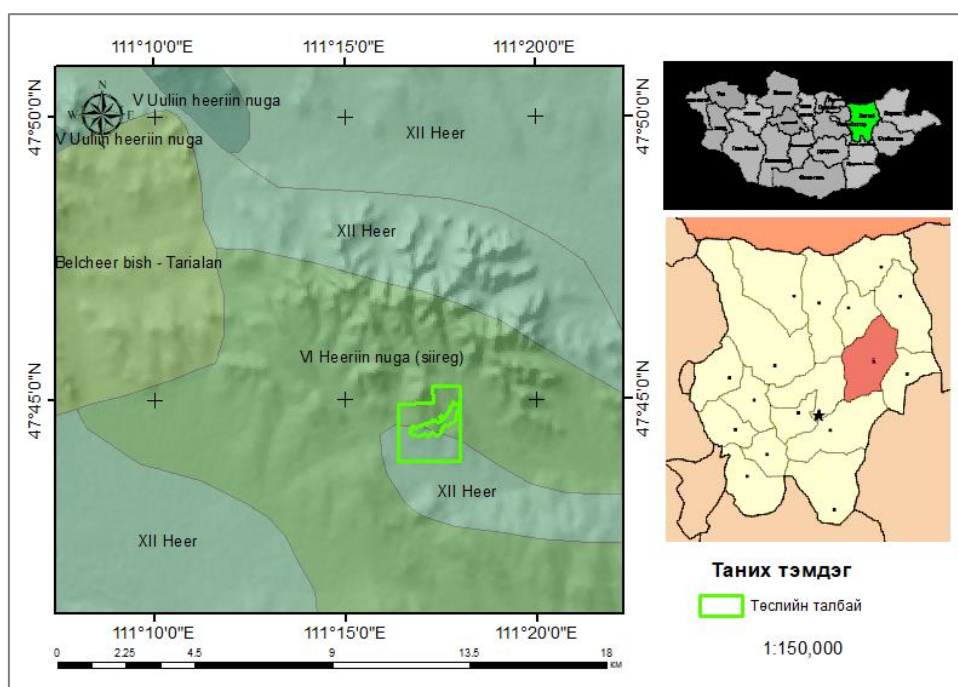 111°10'0"E 111°15'0"E 111°20'0"E
47°50'0"N
47°50'0"N
N
W E
S
V Uuliin heeriin nuga
V Uuliin heeriin nuga
XII Heer
XII Heer
Belcheer bish - Tarialan
VI Heeriin nuga (siireg)
47°45'0"N
47°45'0"N
XII Heer
XII Heer
111°10'0"E 111°15'0"E 111°20'0"E
0 2.25 4.5 9 13.5 18
км
Таних тэмдэг
Төслийн талбай
1:150,000